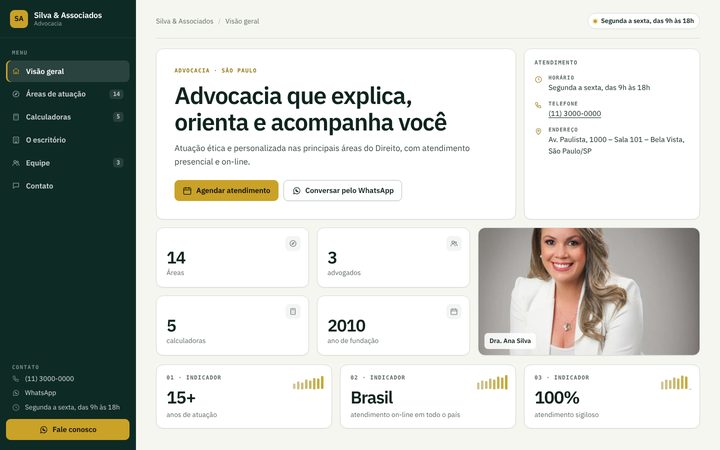 SA
Silva & Associados
Advocacia
MENU
Visão geral
Áreas de atuação 14
Calculadoras 5
O escritório
Equipe 3
Contato
CONTATO
(11) 3000-0000
WhatsApp
Segunda a sexta, das 9h às 18h
Fale conosco
Silva & Associados / Visão geral
Segunda a sexta, das 9h às 18h
ADVOCACIA · SÃO PAULO
Advocacia que explica,
orienta e acompanha você
Atuação ética e personalizada nas principais áreas do Direito, com atendimento
presencial e on-line.
Agendar atendimento
Conversar pelo WhatsApp
ATENDIMENTO
HORÁRIO
Segunda a sexta, das 9h às 18h
TELEFONE
(11) 3000-0000
ENDEREÇO
Av. Paulista, 1000 – Sala 101 – Bela Vista,
São Paulo/SP
14
Áreas
3
advogados
5
calculadoras
2010
ano de fundação
Dra. Ana Silva
01 · INDICADOR
15+
anos de atuação
02 · INDICADOR
Brasil
atendimento on-line em todo o país
03 · INDICADOR
100%
atendimento sigiloso